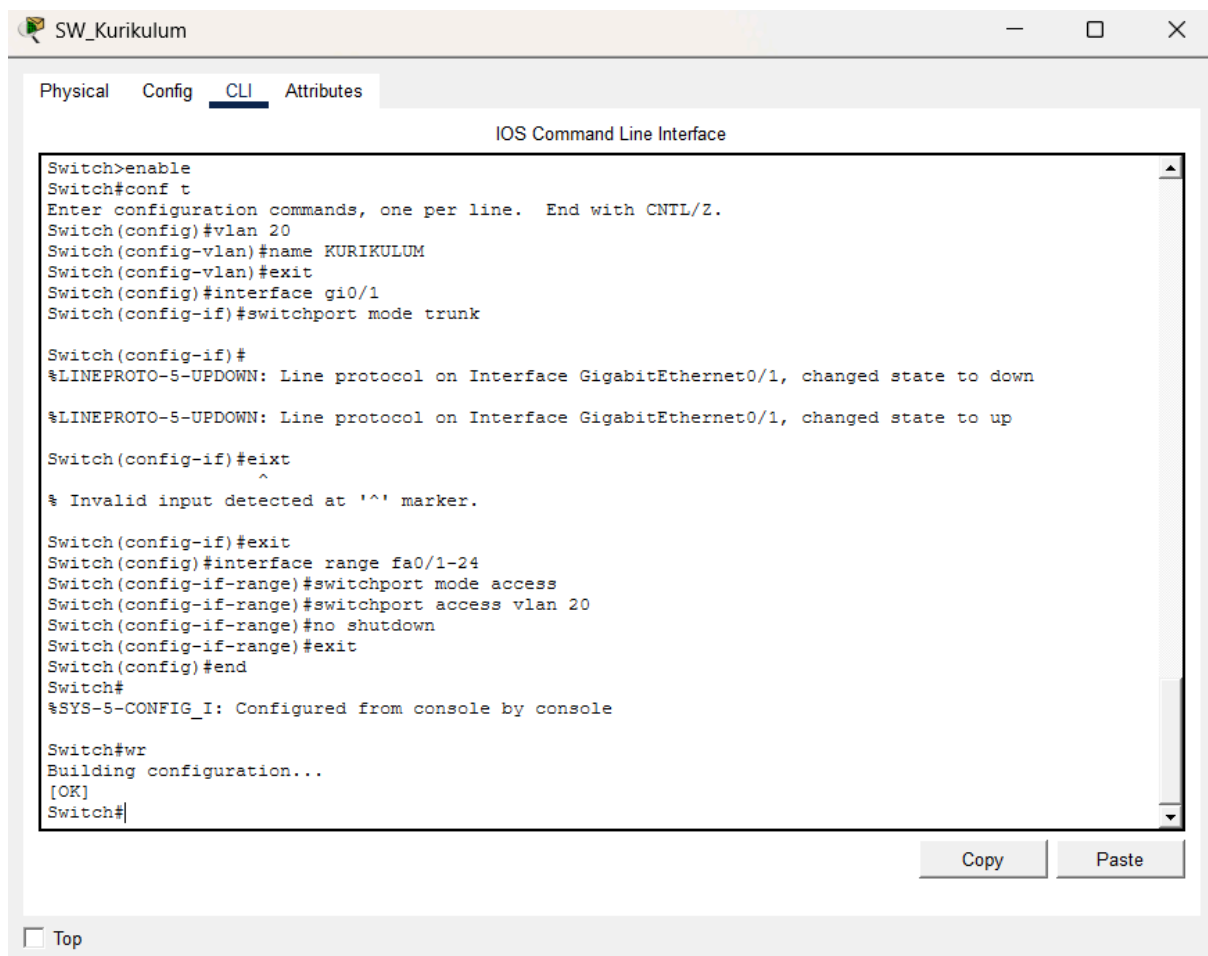 SW_Kurikulum
Physical Config CLI Attributes
IOS Command Line Interface
Switch>enable
Switch#conf t
Enter configuration commands, one per line.  End with CNTL/Z.
Switch(config)#vlan 20
Switch(config-vlan)#name KURIKULUM
Switch(config-vlan)#exit
Switch(config)#interface gi0/1
Switch(config-if)#switchport mode trunk
Switch(config-if)#
%LINEPROTO-5-UPDOWN: Line protocol on Interface GigabitEthernet0/1, changed state to down
%LINEPROTO-5-UPDOWN: Line protocol on Interface GigabitEthernet0/1, changed state to up
Switch(config-if)#eixt
^
% Invalid input detected at '^' marker.
Switch(config-if)#exit
Switch(config)#interface range fa0/1-24
Switch(config-if-range)#switchport mode access
Switch(config-if-range)#switchport access vlan 20
Switch(config-if-range)#no shutdown
Switch(config-if-range)#exit
Switch(config)#end
Switch#
%SYS-5-CONFIG_I: Configured from console by console
Switch#wr
Building configuration...
[OK]
Switch#
Copy Paste
Top